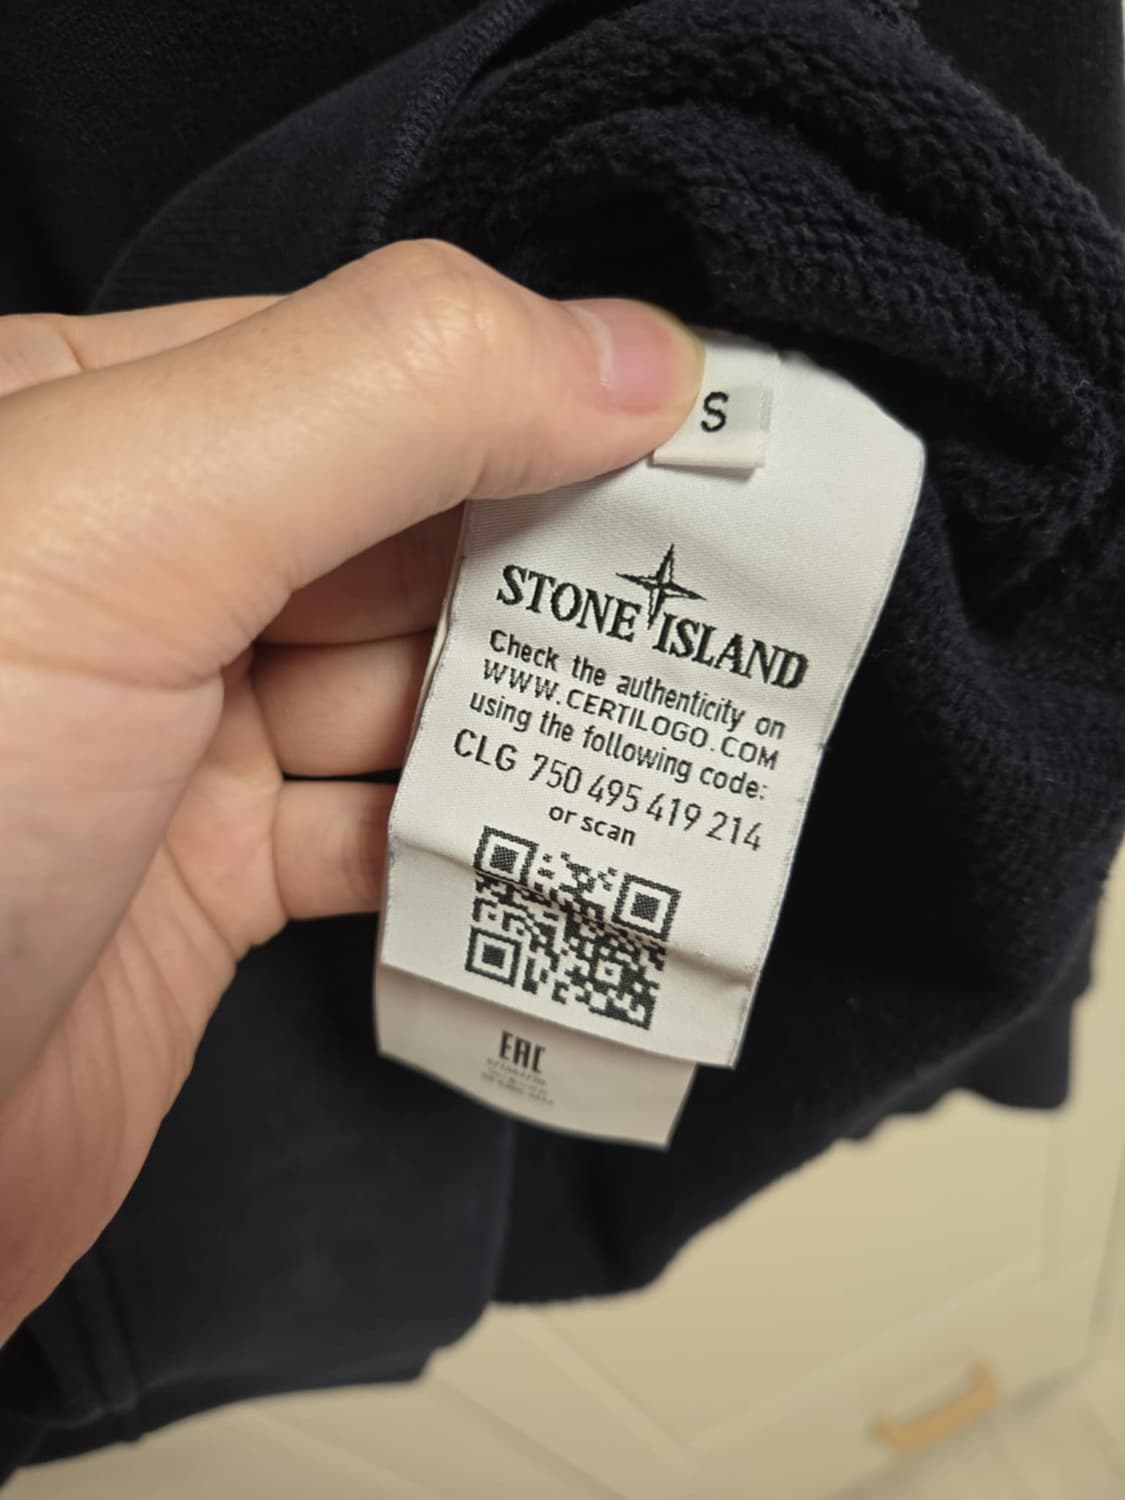 S
STONE ISLAND
Check the authenticity on
WWW.CERTILOGO.COM
using the following code:
CLG 750 495 419 214
or scan
EAC